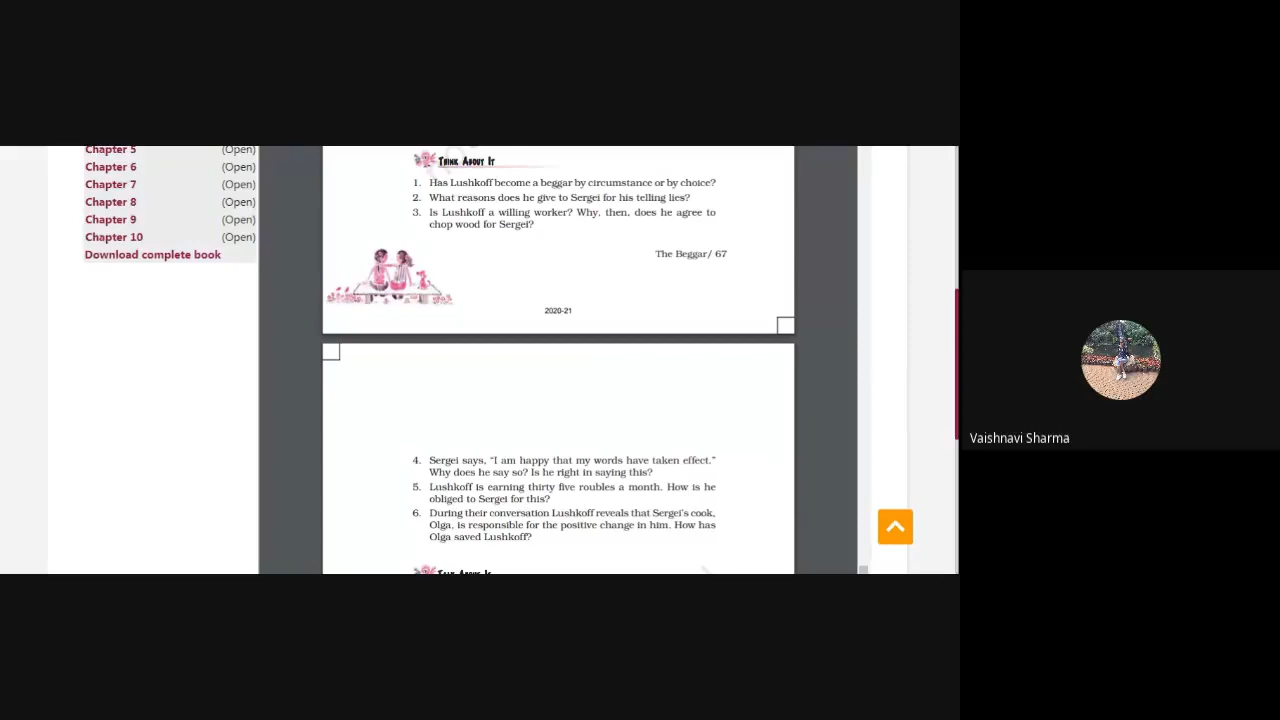 Chapter 5 (Open)
Chapter 6 (Open)
Chapter 7 (Open)
Chapter 8 (Open)
Chapter 9 (Open)
Chapter 10 (Open)
Download complete book
Think About It
1. Has Lushkoff become a beggar by circumstance or by choice?
2. What reasons does he give to Sergei for his telling lies?
3. Is Lushkoff a willing worker? Why, then, does he agree to
chop wood for Sergei?
The Beggar/ 67
2020-21
4. Sergei says, “I am happy that my words have taken effect.”
Why does he say so? Is he right in saying this?
5. Lushkoff is earning thirty five roubles a month. How is he
obliged to Sergei for this?
6. During their conversation Lushkoff reveals that Sergei’s cook,
Olga, is responsible for the positive change in him. How has
Olga saved Lushkoff?
Vaishnavi Sharma